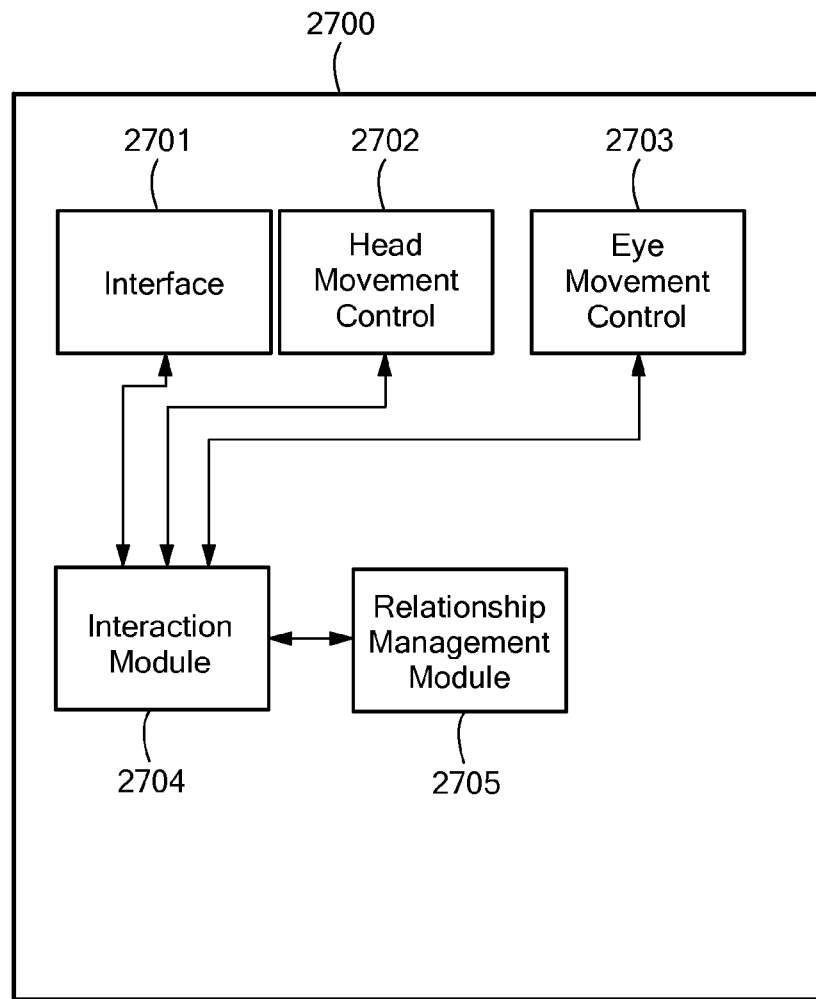 2700
2701
2702
2703
Interface
Head
Movement
Control
Eye
Movement
Control
Interaction
Module
Relationship
Management
Module
2704
2705